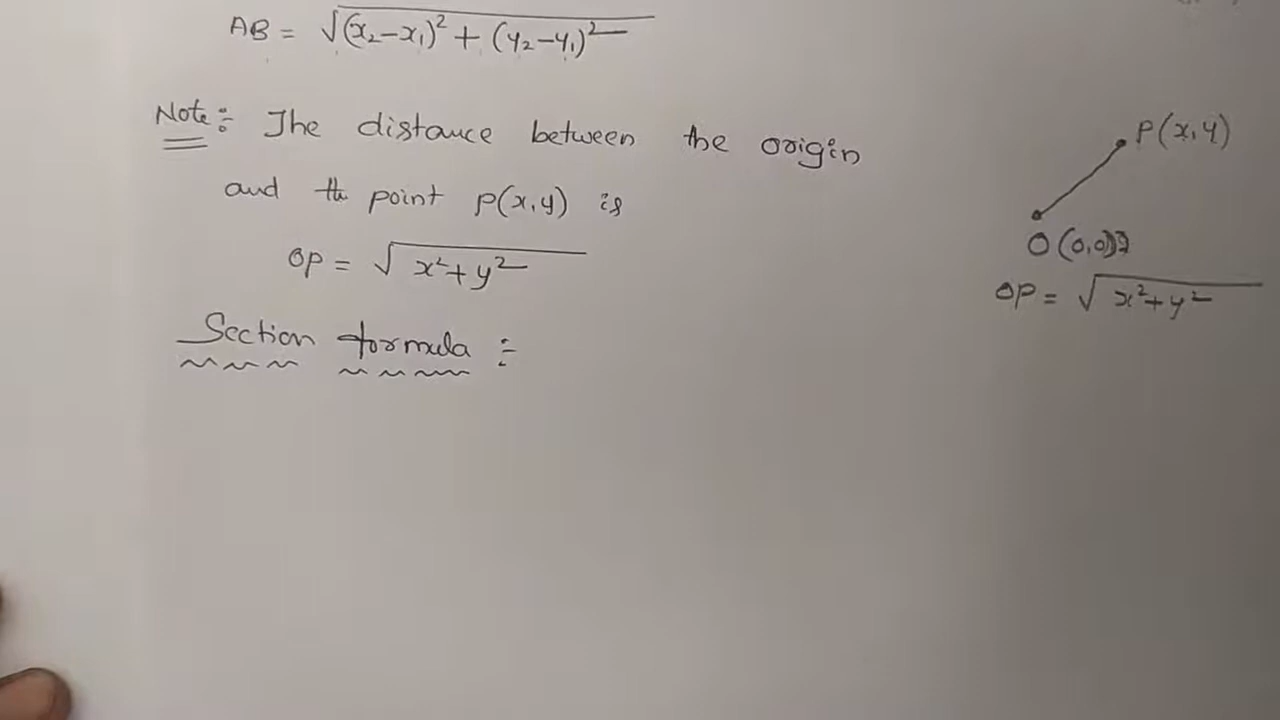 AB = √(x₂-x₁)² + (y₂-y₁)²
Note:- The distance between the origin
and the point P(x,y) is
OP = √x²+y²
Section formula :-
P(x,y)
O(0,0)
OP = √x²+y²